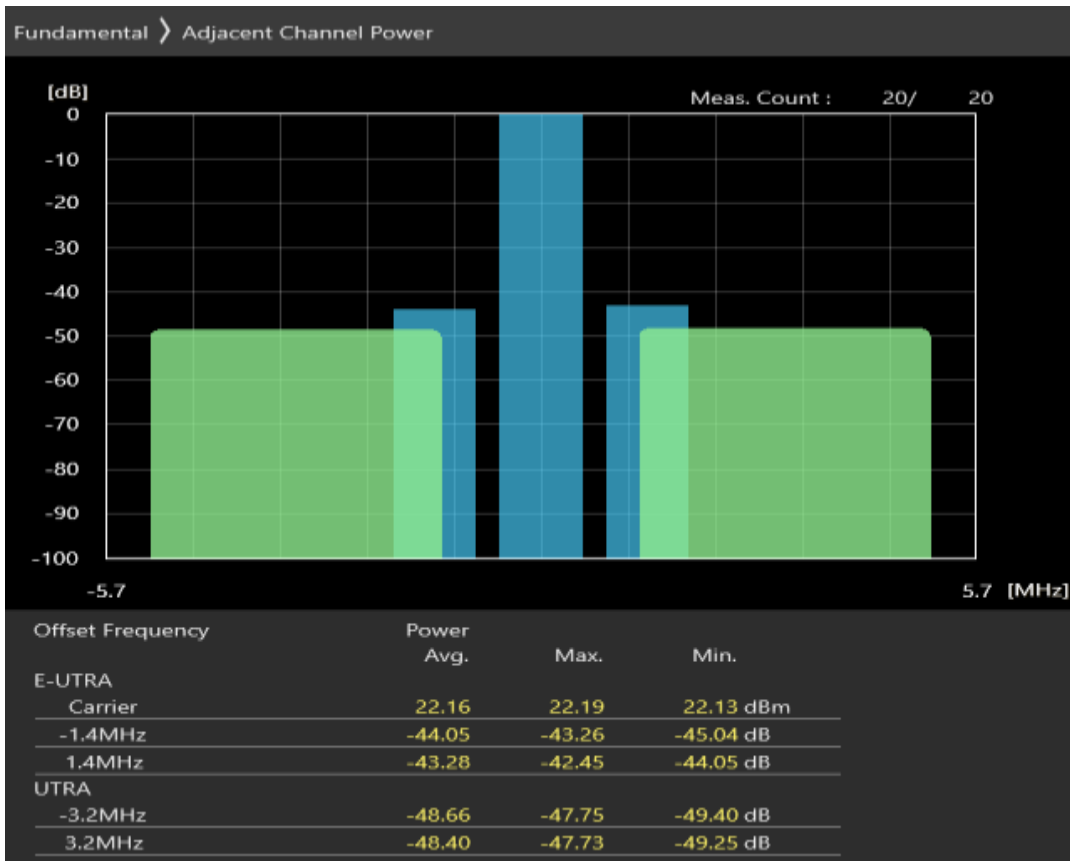 Fundamental 〉 Adjacent Channel Power
[dB]
Meas. Count : 20/ 20
0
-10
-20
-30
-40
-50
-60
-70
-80
-90
-100
-5.7 5.7 [MHz]
Offset Frequency Power
Avg. Max. Min.
E-UTRA
Carrier 22.16 22.19 22.13 dBm
-1.4MHz -44.05 -43.26 -45.04 dB
1.4MHz -43.28 -42.45 -44.05 dB
UTRA
-3.2MHz -48.66 -47.75 -49.40 dB
3.2MHz -48.40 -47.73 -49.25 dB